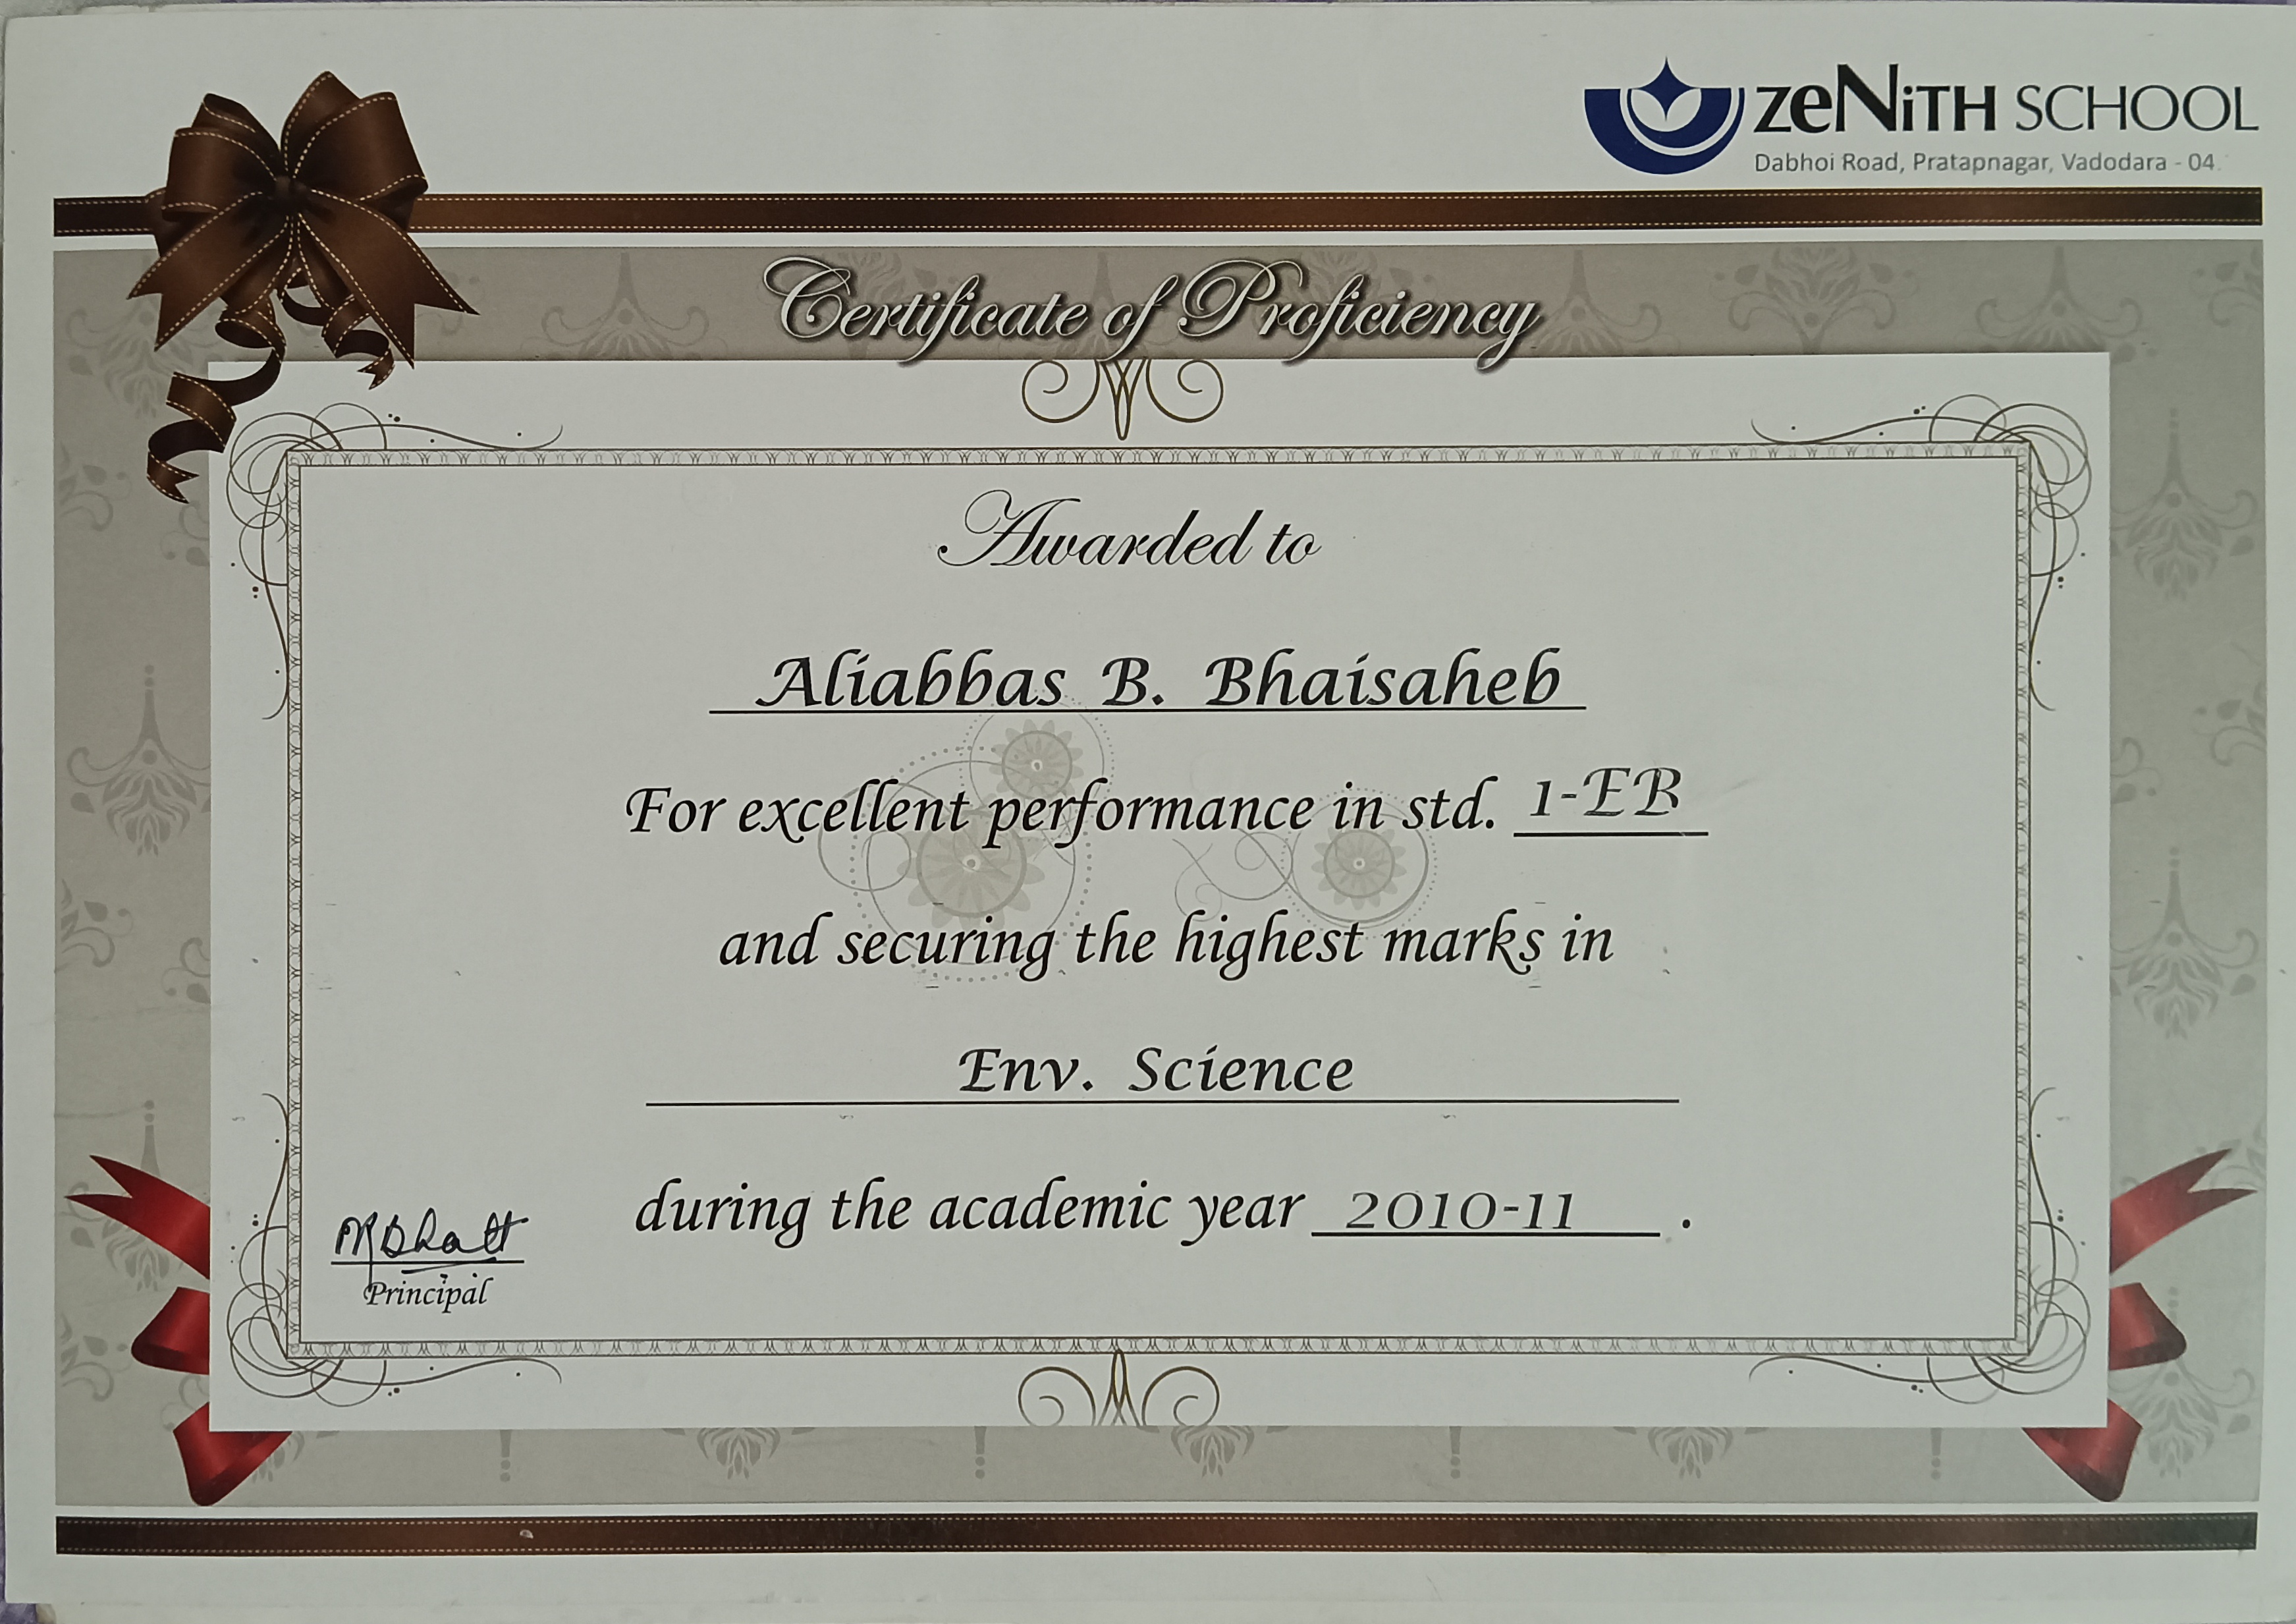 zeNiTH SCHOOL
Dabhoi Road, Pratapnagar, Vadodara - 04.
Certificate of Proficiency
Awarded to
Aliabbas B. Bhaisaheb
For excellent performance in std. 1-EB
and securing the highest marks in
Env. Science
during the academic year 2010-11 .
Principal